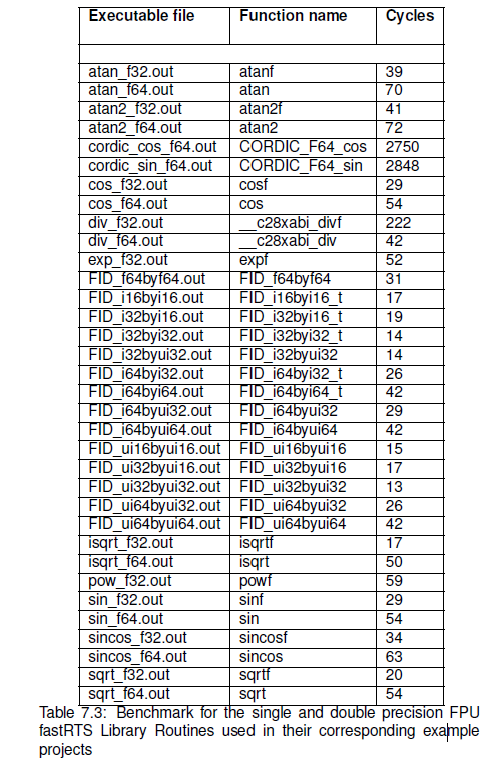 Executable file Function name Cycles
atan_f32.out atanf 39
atan_f64.out atan 70
atan2_f32.out atan2f 41
atan2_f64.out atan2 72
cordic_cos_f64.out CORDIC_F64_cos 2750
cordic_sin_f64.out CORDIC_F64_sin 2848
cos_f32.out cosf 29
cos_f64.out cos 54
div_f32.out __c28xabi_divf 222
div_f64.out __c28xabi_div 42
exp_f32.out expf 52
FID_f64byf64.out FID_f64byf64 31
FID_i16byi16.out FID_i16byi16_t 17
FID_i32byi16.out FID_i32byi16_t 19
FID_i32byi32.out FID_i32byi32_t 14
FID_i32byui32.out FID_i32byui32 14
FID_i64byi32.out FID_i64byi32_t 26
FID_i64byi64.out FID_i64byi64_t 42
FID_i64byui32.out FID_i64byui32 29
FID_i64byui64.out FID_i64byui64 42
FID_ui16byui16.out FID_ui16byui16 15
FID_ui32byui16.out FID_ui32byui16 17
FID_ui32byui32.out FID_ui32byui32 13
FID_ui64byui32.out FID_ui64byui32 26
FID_ui64byui64.out FID_ui64byui64 42
isqrt_f32.out isqrtf 17
isqrt_f64.out isqrt 50
pow_f32.out powf 59
sin_f32.out sinf 29
sin_f64.out sin 54
sincos_f32.out sincosf 34
sincos_f64.out sincos 63
sqrt_f32.out sqrtf 20
sqrt_f64.out sqrt 54
Table 7.3: Benchmark for the single and double precision FPU
fastRTS Library Routines used in their corresponding example
projects